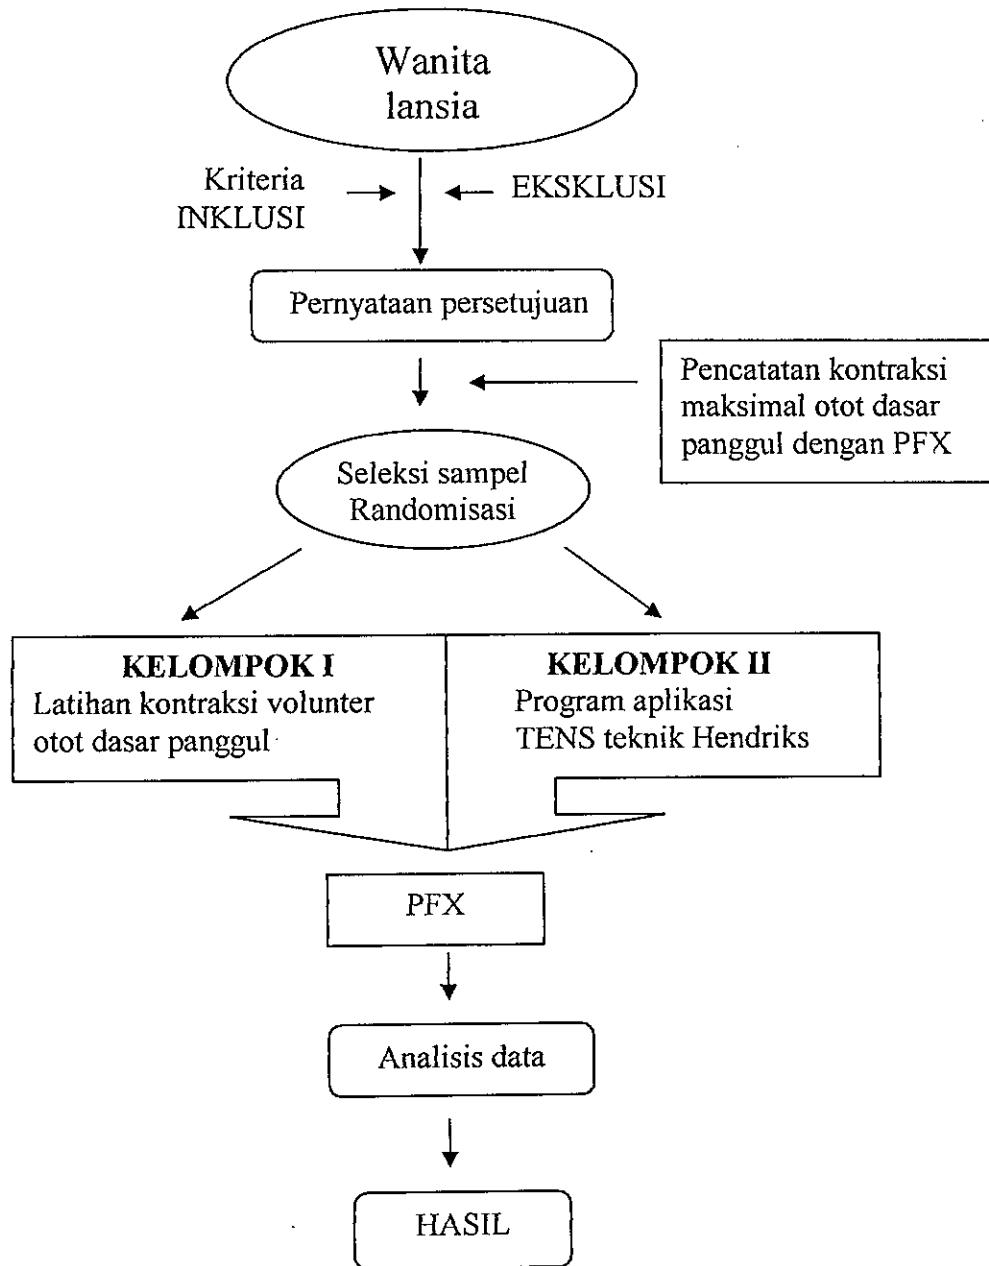 Wanita
lansia
Kriteria
INKLUSI
EKSKLUSI
Pernyataan persetujuan
Pencatatan kontraksi
maksimal otot dasar
panggul dengan PFX
Seleksi sampel
Randomisasi
KELOMPOK I
Latihan kontraksi volunter
otot dasar panggul
KELOMPOK II
Program aplikasi
TENS teknik Hendriks
PFX
Analisis data
HASIL